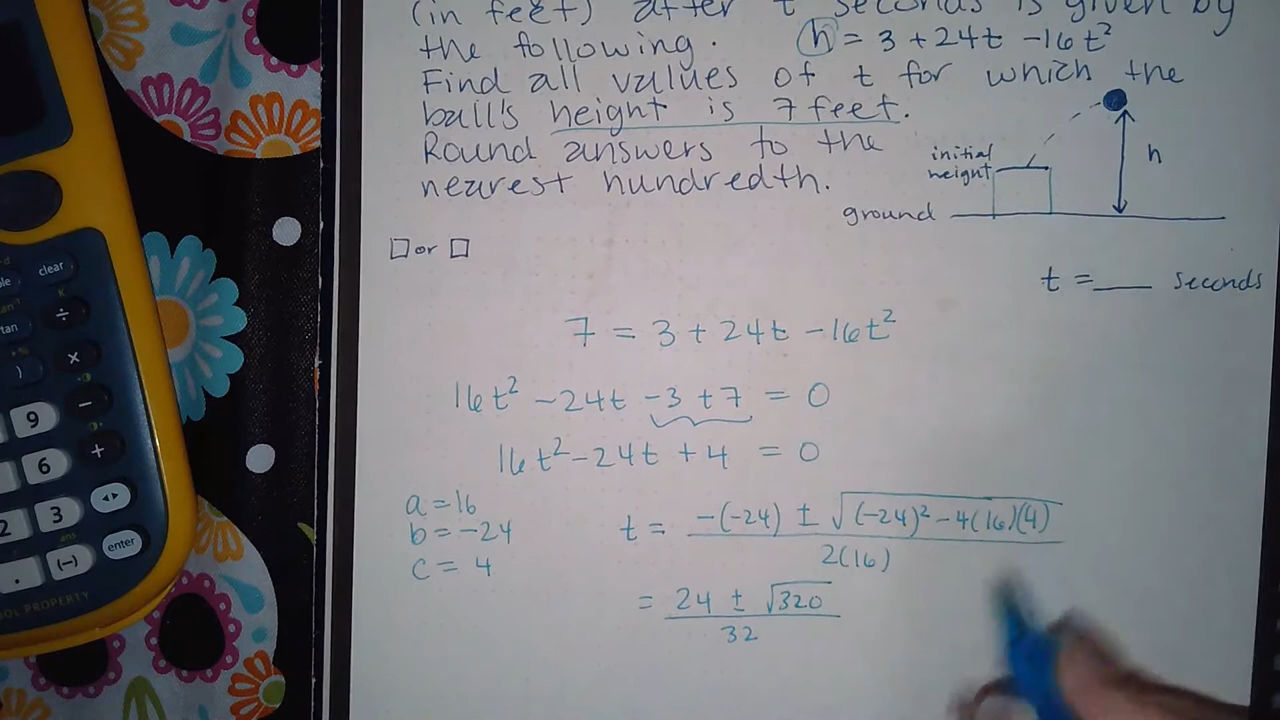 (in feet) after t seconds is given by
the following. h = 3 + 24t - 16t²
Find all values of t for which the
ball's height is 7 feet.
Round answers to the
nearest hundredth.
initial
height
h
ground
□ or □
t = ___ seconds
7 = 3 + 24t - 16t²
16t² - 24t - 3 + 7 = 0
16t² - 24t + 4 = 0
a = 16
b = -24
c = 4
t = (-(-24) ± √((-24)² - 4(16)(4))) / 2(16)
= (24 ± √320) / 32
clear
÷
tan
)
×
9
−
6
+
2
3
ans
enter
.
(−)
OL PROPERTY